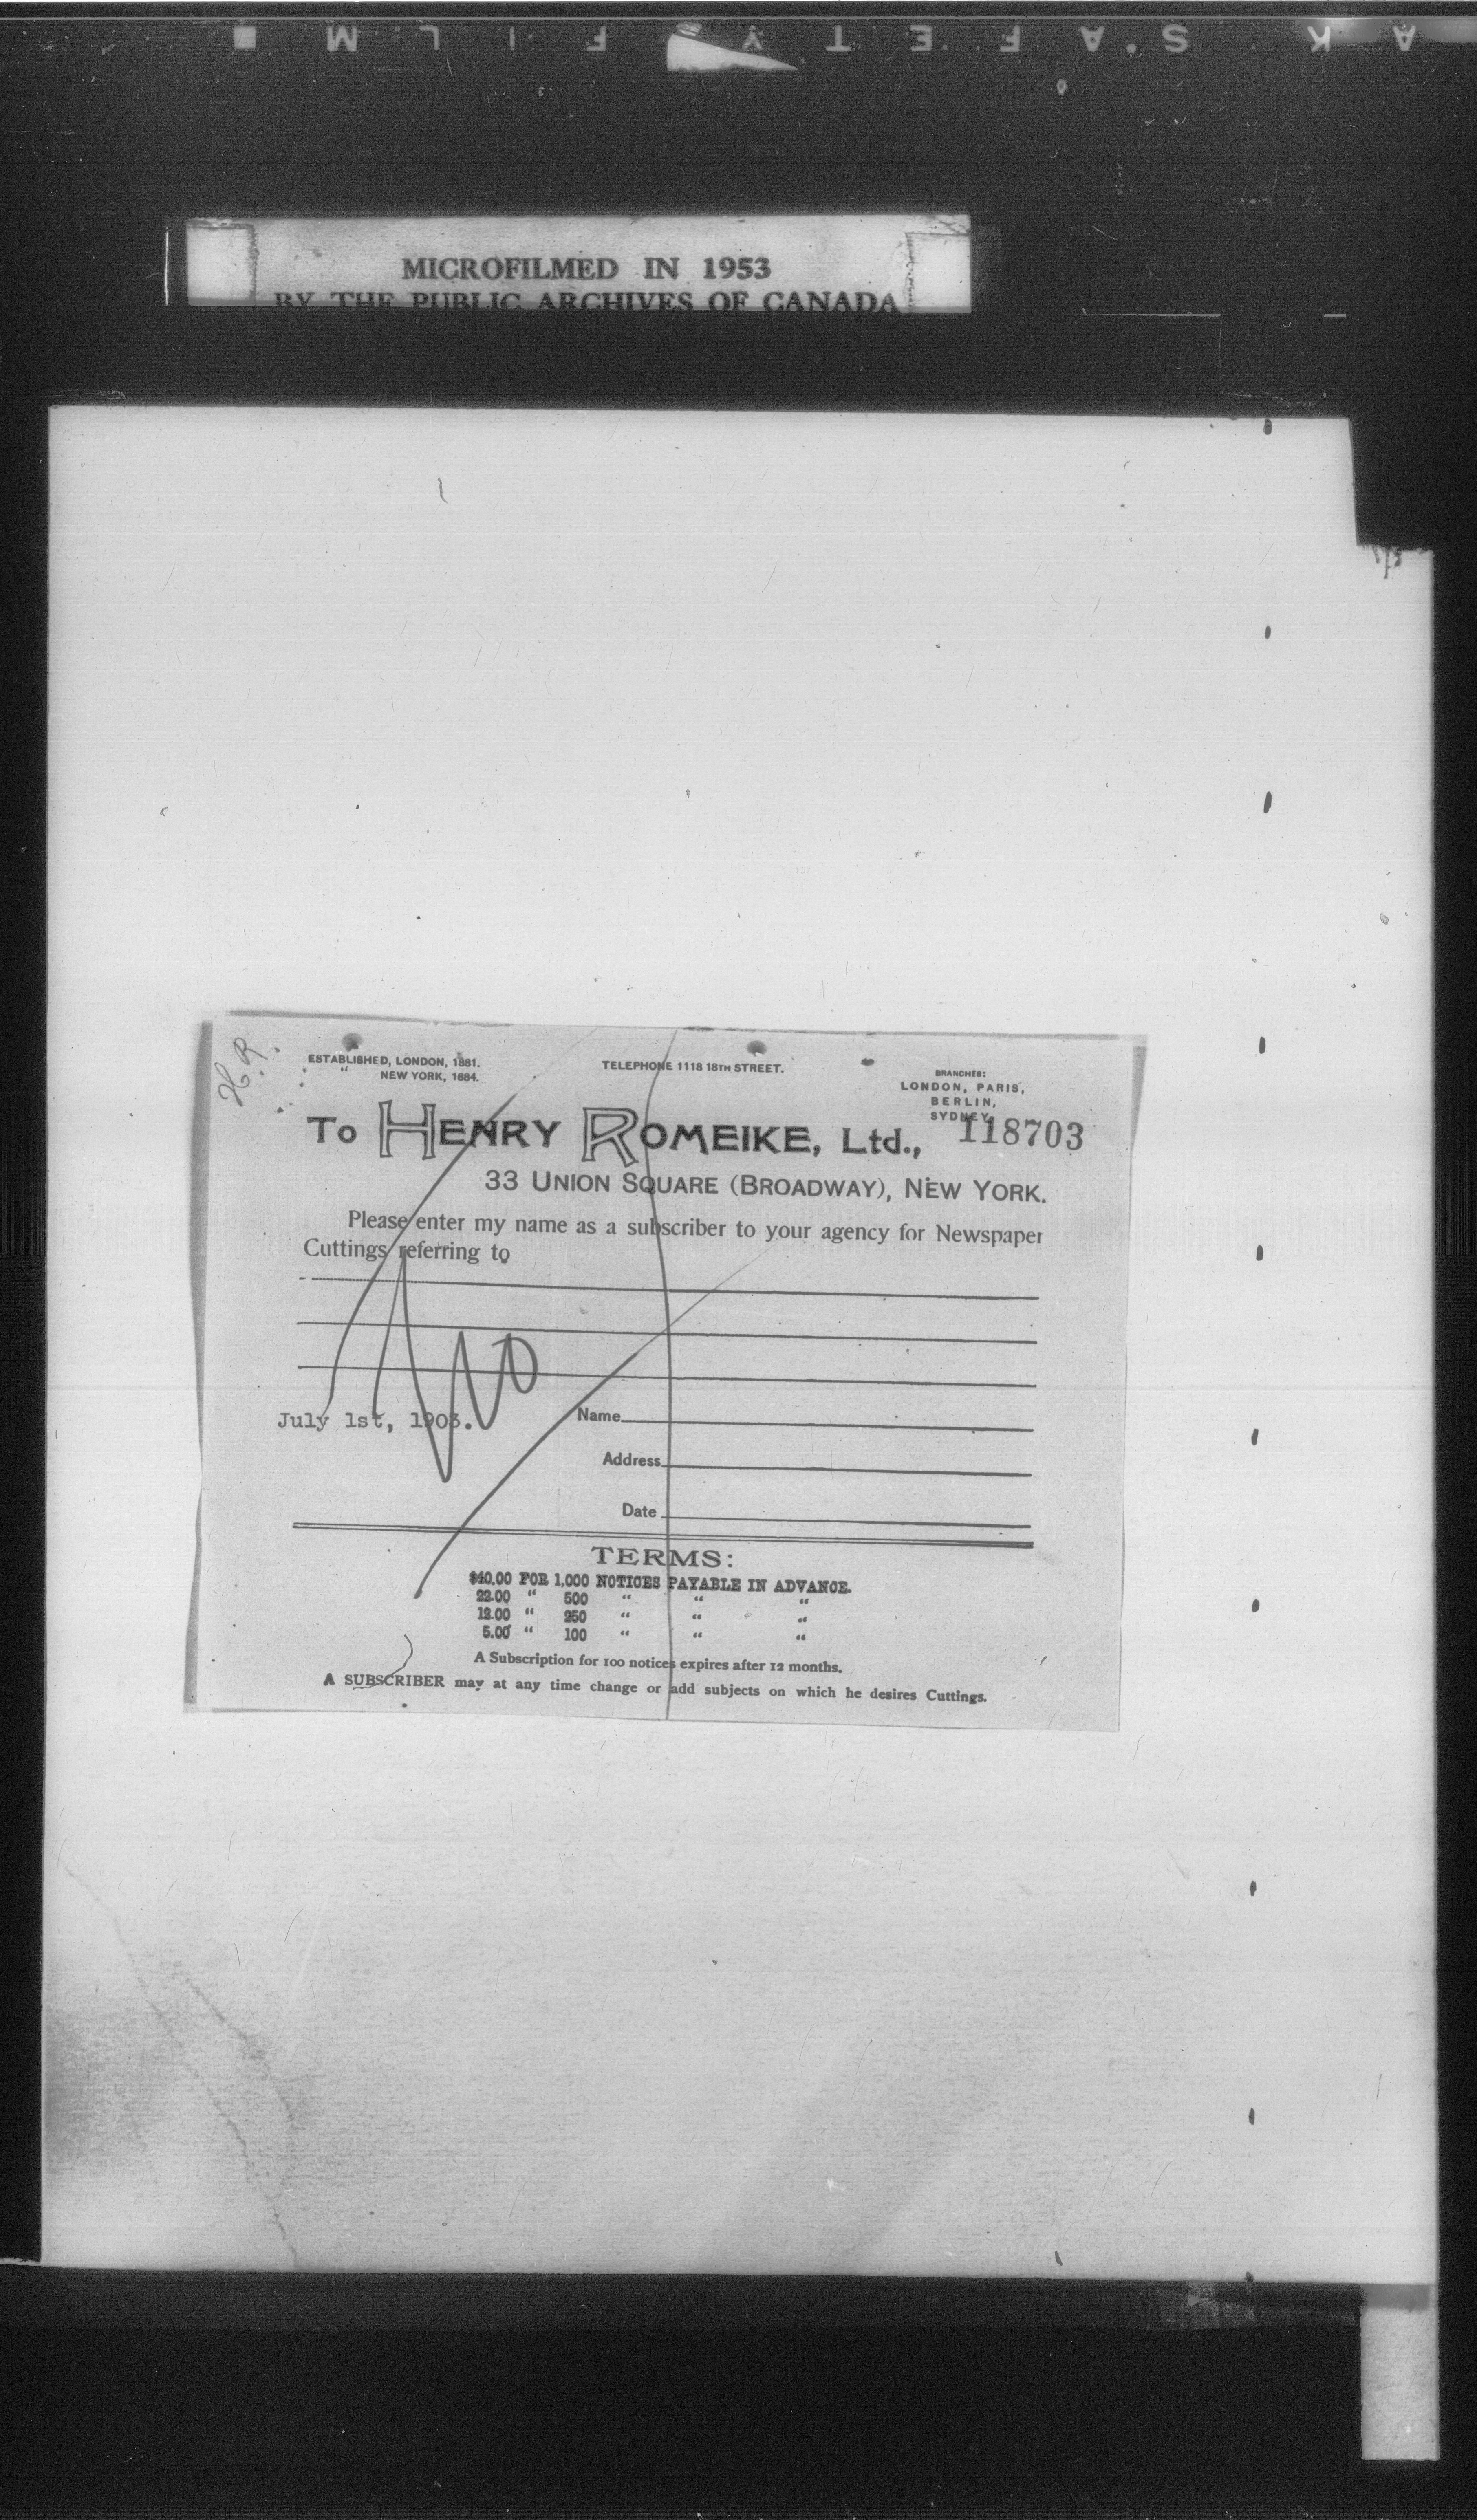 A K S A F E T Y F I L M
MICROFILMED IN 1953
BY THE PUBLIC ARCHIVES OF CANADA
H.R.
ESTABLISHED, LONDON, 1881.
" NEW YORK, 1884.
TELEPHONE 1118 18TH STREET.
BRANCHES:
LONDON, PARIS,
BERLIN,
SYDNEY
118703
To HENRY ROMEIKE, Ltd.,
33 UNION SQUARE (BROADWAY), NEW YORK.
Please enter my name as a subscriber to your agency for Newspaper
Cuttings referring to
No
July 1st, 1903.
Name
Address
Date
TERMS:
$40.00 FOR 1,000 NOTICES PAYABLE IN ADVANCE.
22.00 " 500 " " "
12.00 " 250 " " "
5.00 " 100 " " "
A Subscription for 100 notices expires after 12 months.
A SUBSCRIBER may at any time change or add subjects on which he desires Cuttings.